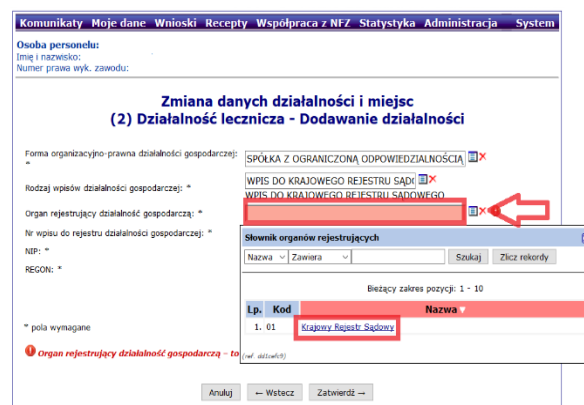 Komunikaty Moje dane Wnioski Recepty Współpraca z NFZ Statystyka Administracja System
Osoba personelu:
Imię i nazwisko:
Numer prawa wyk. zawodu:
Zmiana danych działalności i miejsc
(2) Działalność lecznicza - Dodawanie działalności
Forma organizacyjno-prawna działalności gospodarczej: *
SPÓŁKA Z OGRANICZONĄ ODPOWIEDZIALNOŚCIĄ
Rodzaj wpisów działalności gospodarczej: *
WPIS DO KRAJOWEGO REJESTRU SĄD
WPIS DO KRAJOWEGO REJESTRU SĄDOWEGO
Organ rejestrujący działalność gospodarczą: *
Nr wpisu do rejestru działalności gospodarczej: *
NIP: *
REGON: *
Słownik organów rejestrujących
Nazwa Zawiera Szukaj Zlicz rekordy
Bieżący zakres pozycji: 1 - 10
Lp. Kod Nazwa
1. 01 Krajowy Rejestr Sądowy
* pola wymagane
Organ rejestrujący działalność gospodarczą – to
Anuluj ← Wstecz Zatwierdź →